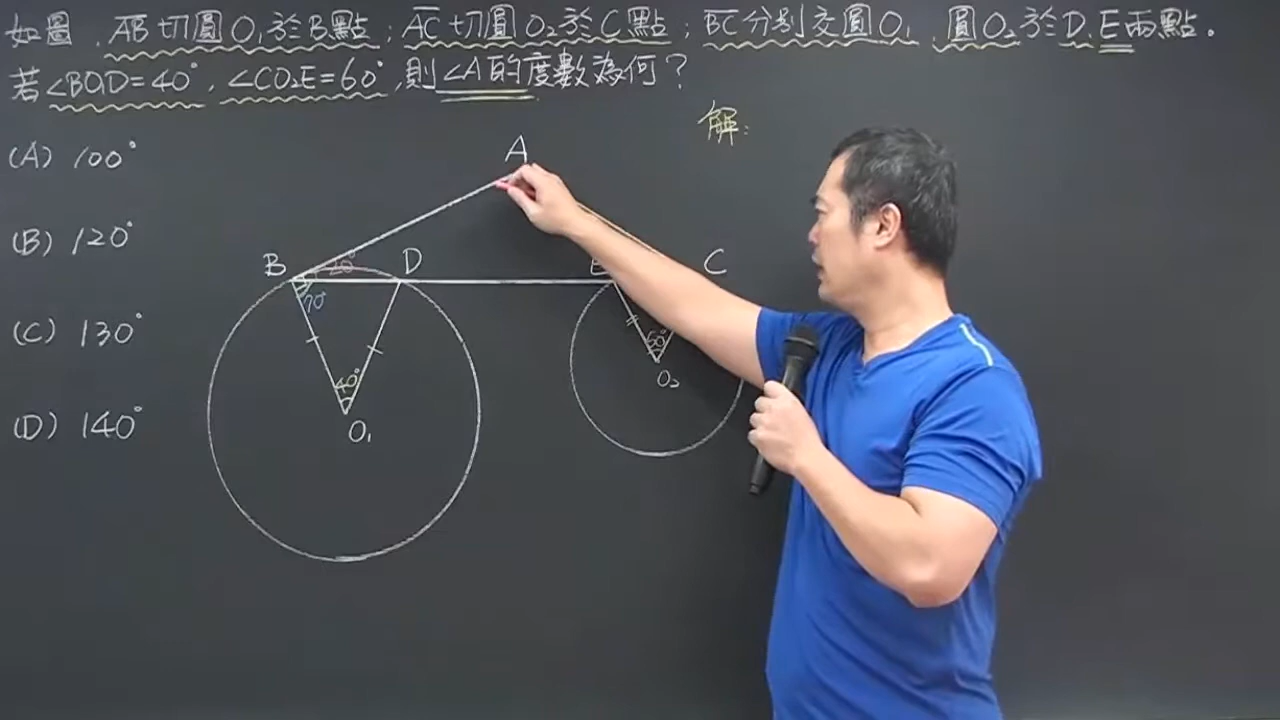 如圖，AB切圓O₁於B點；AC切圓O₂於C點；BC分別交圓O₁、圓O₂於D、E兩點。
若∠BO₁D=40°，∠CO₂E=60°，則∠A的度數為何？
解：
(A) 100°
(B) 120°
(C) 130°
(D) 140°
A
B
20°
D
C
70°
40°
60°
O₁
O₂